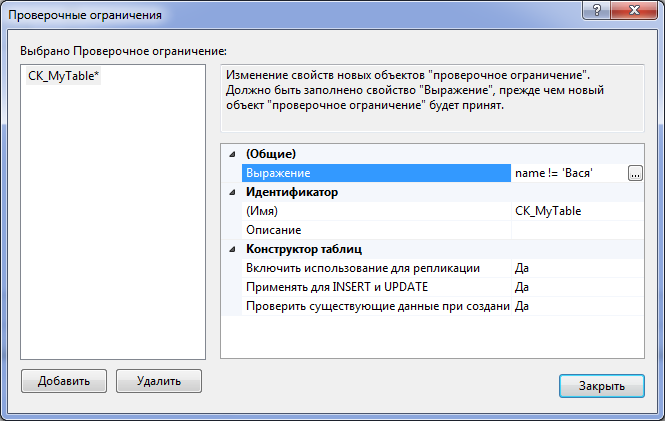 Проверочные ограничения
Выбрано Проверочное ограничение:
CK_MyTable*
Изменение свойств новых объектов "проверочное ограничение".
Должно быть заполнено свойство "Выражение", прежде чем новый
объект "проверочное ограничение" будет принят.
(Общие)
Выражение name != 'Вася' ...
Идентификатор
(Имя) CK_MyTable
Описание
Конструктор таблиц
Включить использование для репликации Да
Применять для INSERT и UPDATE Да
Проверить существующие данные при создани Да
Добавить Удалить
Закрыть